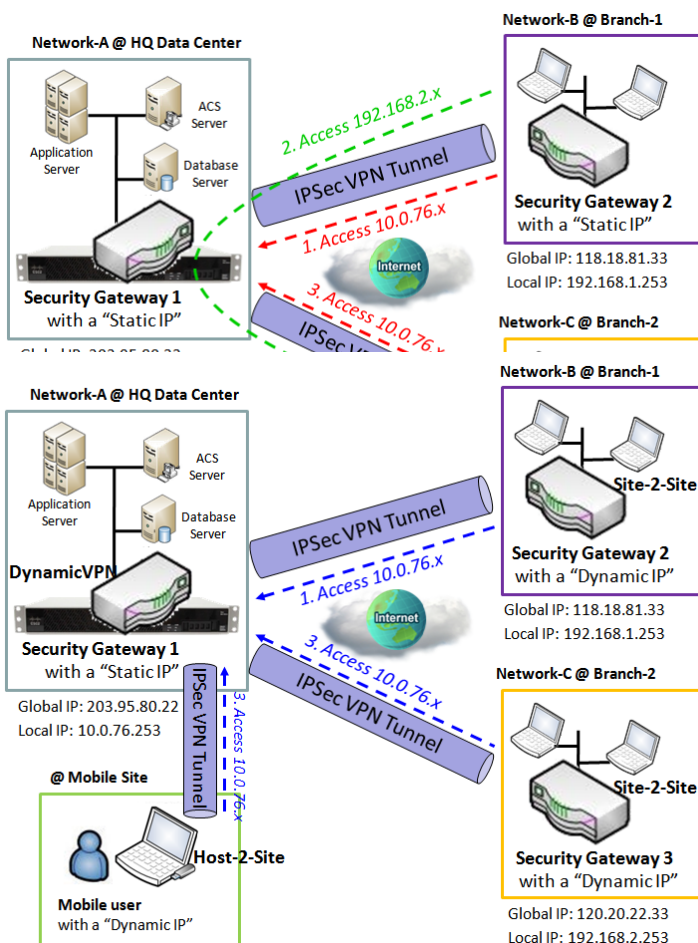 Network-A @ HQ Data Center
Network-B @ Branch-1
Application
Server
ACS
Server
Database
Server
2. Access 192.168.2.x
IPSec VPN Tunnel
1. Access 10.0.76.x
Internet
3. Access 10.0.76.x
Security Gateway 1
with a "Static IP"
Security Gateway 2
with a "Static IP"
Global IP: 118.18.81.33
Local IP: 192.168.1.253
Network-C @ Branch-2
Network-A @ HQ Data Center
Network-B @ Branch-1
Application
Server
ACS
Server
Database
Server
DynamicVPN
Security Gateway 1
with a "Static IP"
Global IP: 203.95.80.22
Local IP: 10.0.76.253
IPSec VPN Tunnel
1. Access 10.0.76.x
Internet
3. Access 10.0.76.x
IPSec VPN Tunnel
Site-2-Site
Security Gateway 2
with a "Dynamic IP"
Global IP: 118.18.81.33
Local IP: 192.168.1.253
Network-C @ Branch-2
Site-2-Site
Security Gateway 3
with a "Dynamic IP"
Global IP: 120.20.22.33
Local IP: 192.168.2.253
IPSec VPN Tunnel
3. Access 10.0.76.x
@ Mobile Site
Host-2-Site
Mobile user
with a "Dynamic IP"